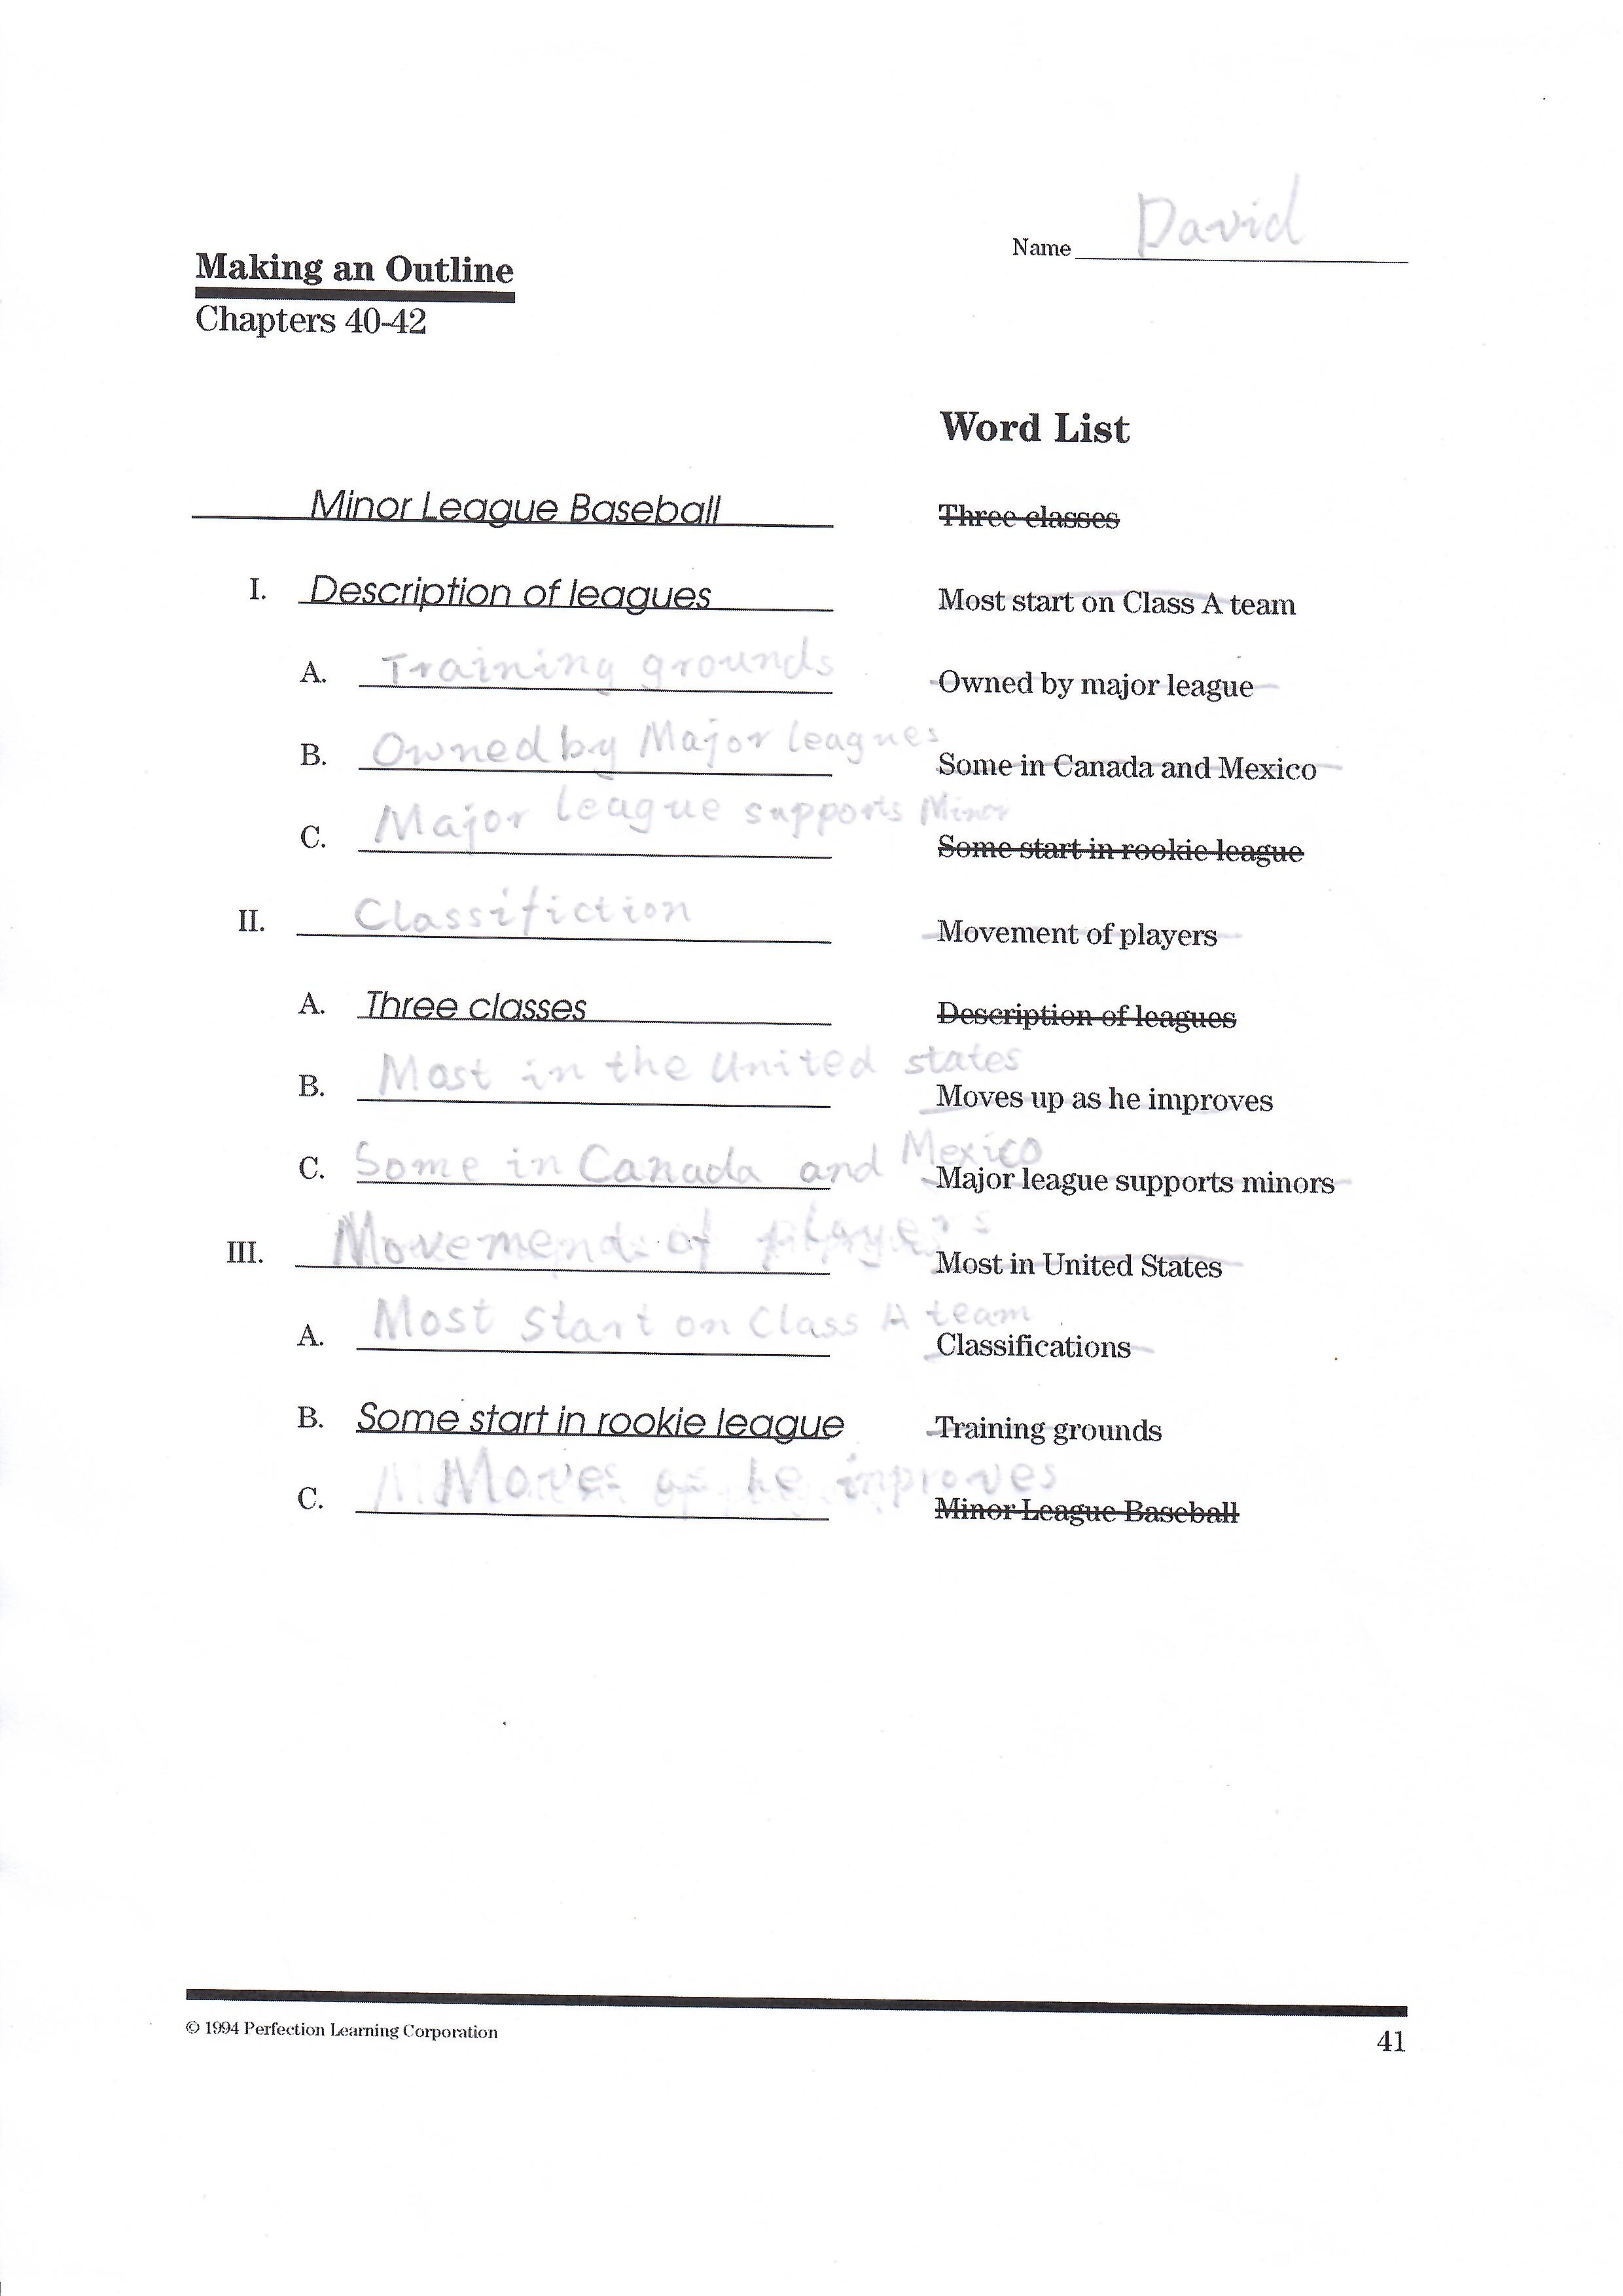 Name David
Making an Outline
Chapters 40-42
Word List
Minor League Baseball
Three classes
I. Description of leagues
Most start on Class A team
A. Training grounds
Owned by major league
B. Owned by Major leagues
Some in Canada and Mexico
C. Major league supports Minor
Some start in rookie league
II. Classifiction
Movement of players
A. Three classes
Description of leagues
B. Most in the United states
Moves up as he improves
C. Some in Canada and Mexico
Major league supports minors
III. of players
Most in United States
A. Most Start on Class A team
Classifications
B. Some start in rookie league
Training grounds
C. Moves as he inproves
Minor League Baseball
© 1994 Perfection Learning Corporation
41